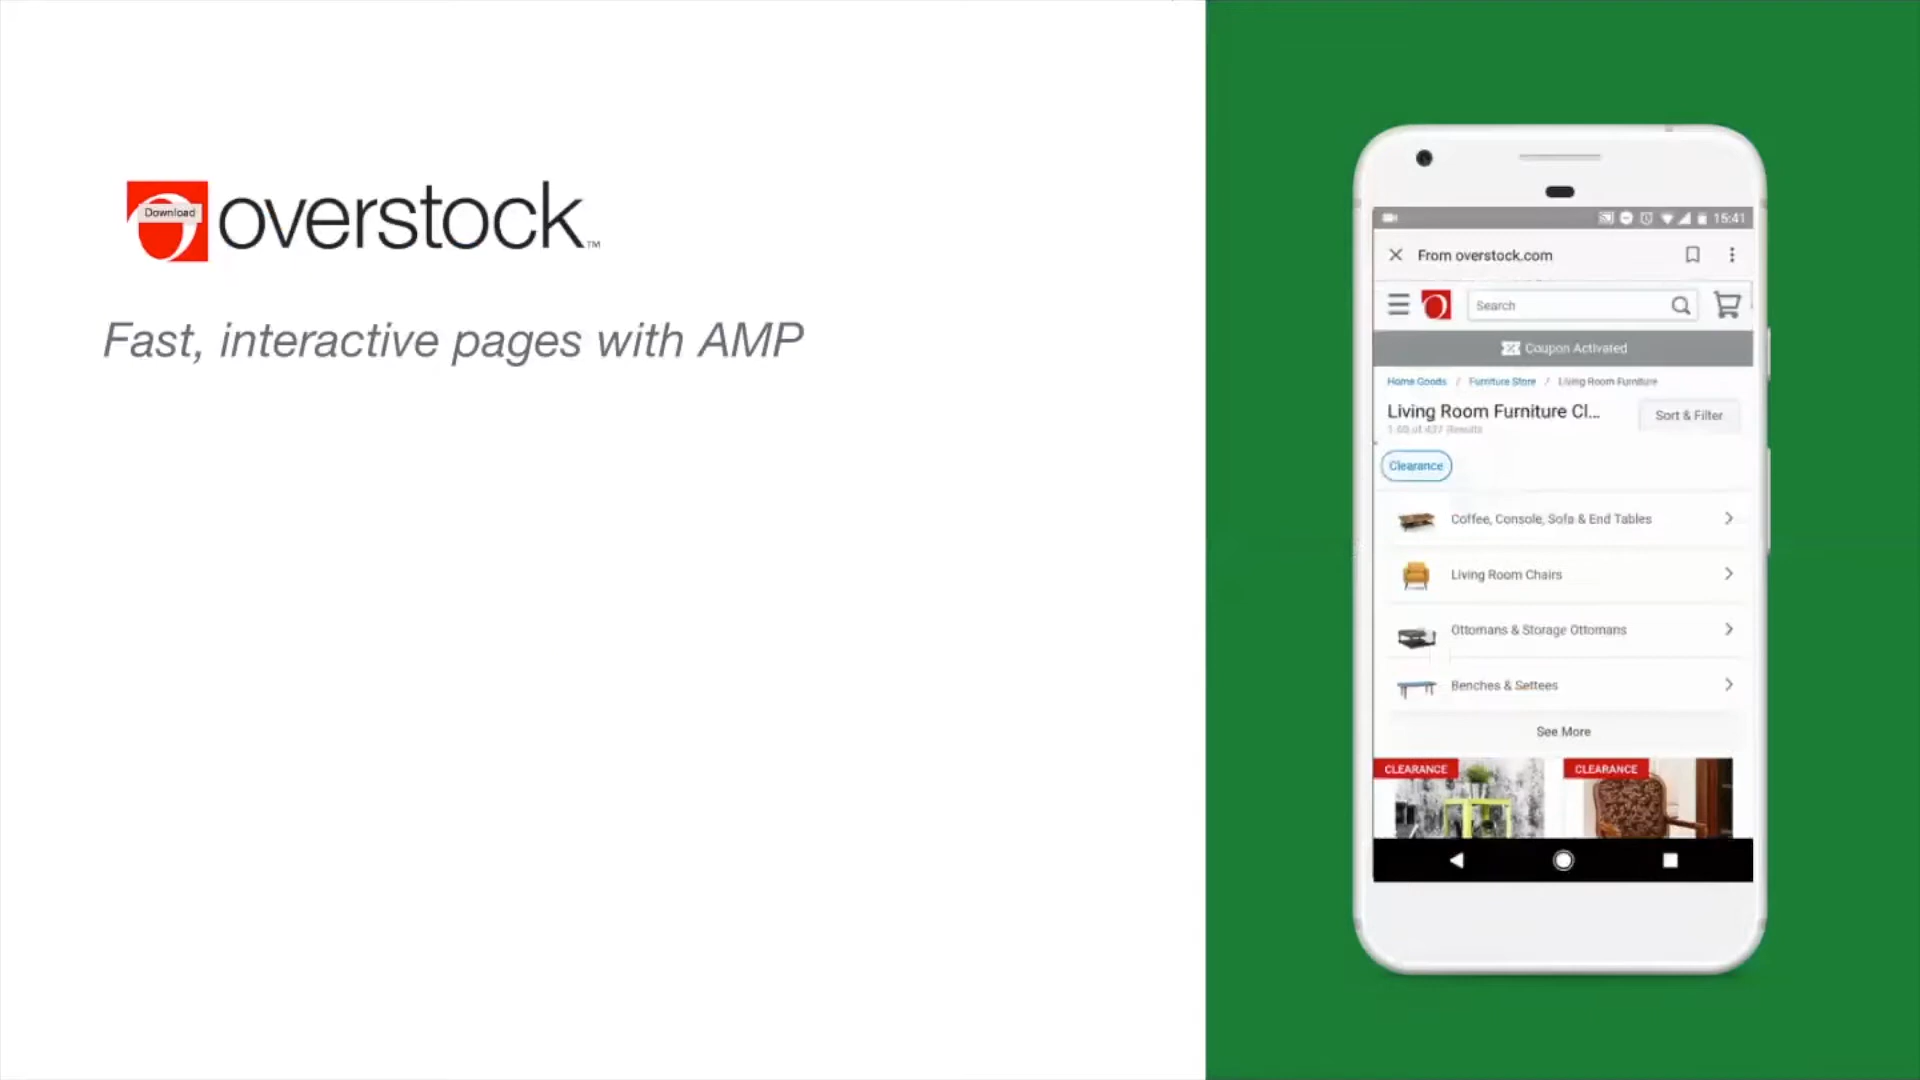 Download
overstock™
Fast, interactive pages with AMP
15:41
From overstock.com
Search
Coupon Activated
Home Goods / Furniture Store / Living Room Furniture
Living Room Furniture Cl...
Sort & Filter
Results
Clearance
Coffee, Console, Sofa & End Tables
Living Room Chairs
Ottomans & Storage Ottomans
Benches & Settees
See More
CLEARANCE
CLEARANCE